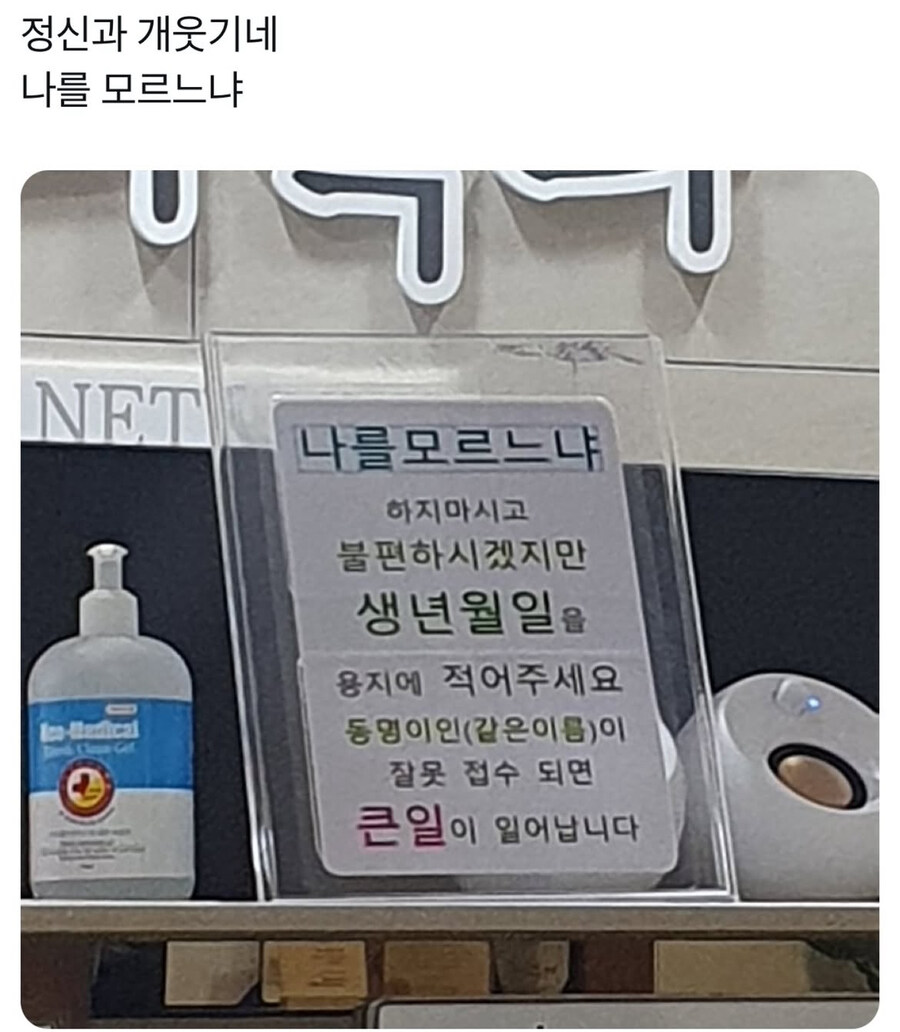 정신과 개웃기네
나를 모르느냐
NET
나를모르느냐
하지마시고
불편하시겠지만
생년월일을
용지에 적어주세요
동명이인(같은이름)이
잘못 접수 되면
큰일이 일어납니다